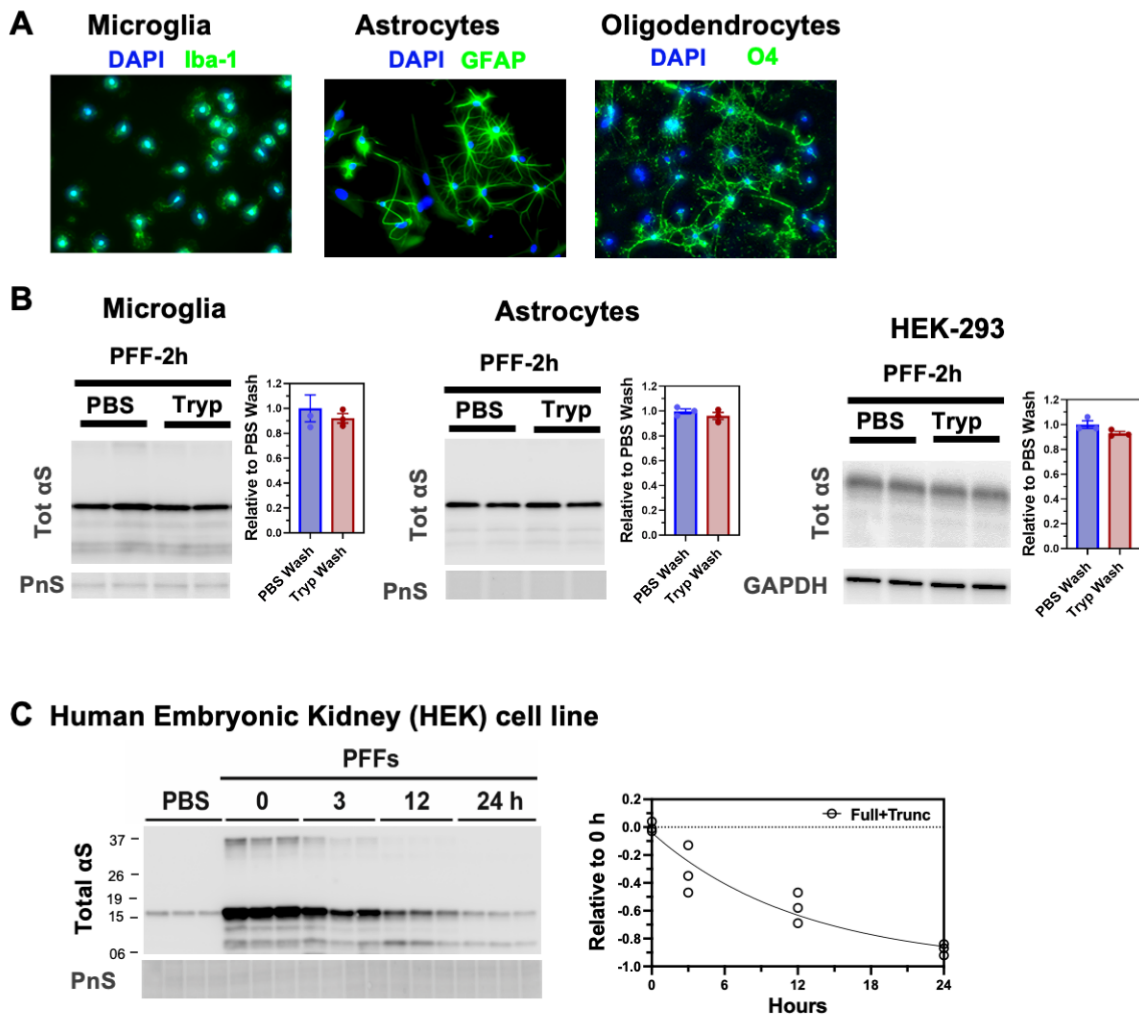 A
Microglia
DAPI Iba-1
Astrocytes
DAPI GFAP
Oligodendrocytes
DAPI O4
B
Microglia
PFF-2h
PBS Tryp
Tot αS
PnS
Relative to PBS Wash
1.2
1.0
0.8
0.6
0.4
0.2
0.0
PBS Wash
Tryp Wash
Astrocytes
PFF-2h
PBS Tryp
Tot αS
PnS
Relative to PBS Wash
1.2
1.0
0.8
0.6
0.4
0.2
0.0
PBS Wash
Tryp Wash
HEK-293
PFF-2h
PBS Tryp
Tot αS
GAPDH
Relative to PBS Wash
1.2
1.0
0.8
0.6
0.4
0.2
0.0
PBS Wash
Tryp Wash
C Human Embryonic Kidney (HEK) cell line
PFFs
PBS 0 3 12 24 h
Total αS
37
26
19
15
06
PnS
Relative to 0 h
0.2
0.0
-0.2
-0.4
-0.6
-0.8
-1.0
Full+Trunc
0 6 12 18 24
Hours